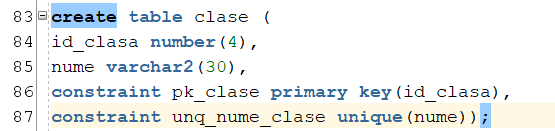 83 create table clase (
84 id_clasa number(4),
85 nume varchar2(30),
86 constraint pk_clase primary key(id_clasa),
87 constraint unq_nume_clase unique(nume));